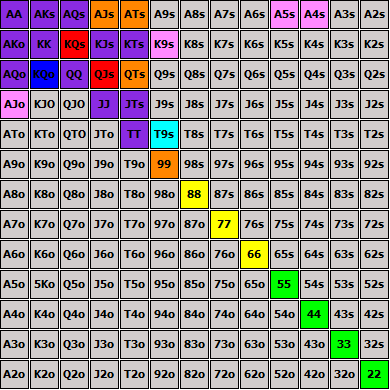 AA AKs AQs AJs ATs A9s A8s A7s A6s A5s A4s A3s A2s
AKo KK KQs KJs KTs K9s K8s K7s K6s K5s K4s K3s K2s
AQo KQo QQ QJs QTs Q9s Q8s Q7s Q6s Q5s Q4s Q3s Q2s
AJo KJO QJO JJ JTs J9s J8s J7s J6s J5s J4s J3s J2s
ATo KTo QTO JTo TT T9s T8s T7s T6s T5s T4s T3s T2s
A9o K9o Q9o J9o T9o 99 98s 97s 96s 95s 94s 93s 92s
A8o K8o Q8o J8o T8o 98o 88 87s 86s 85s 84s 83s 82s
A7o K7o Q7o J7o T7o 97o 87o 77 76s 75s 74s 73s 72s
A6o K6o Q6o J6o T6o 96o 86o 76o 66 65s 64s 63s 62s
A5o 5Ko Q5o J5o T5o 95o 85o 75o 65o 55 54s 53s 52s
A4o K4o Q4o J4o T4o 94o 84o 74o 64o 54o 44 43s 42s
A3o K3o Q3o J3o T3o 93o 83o 73o 63o 53o 43o 33 32s
A2o K2o Q2o J2o T2o 92o 82o 72o 62o 52o 42o 32o 22